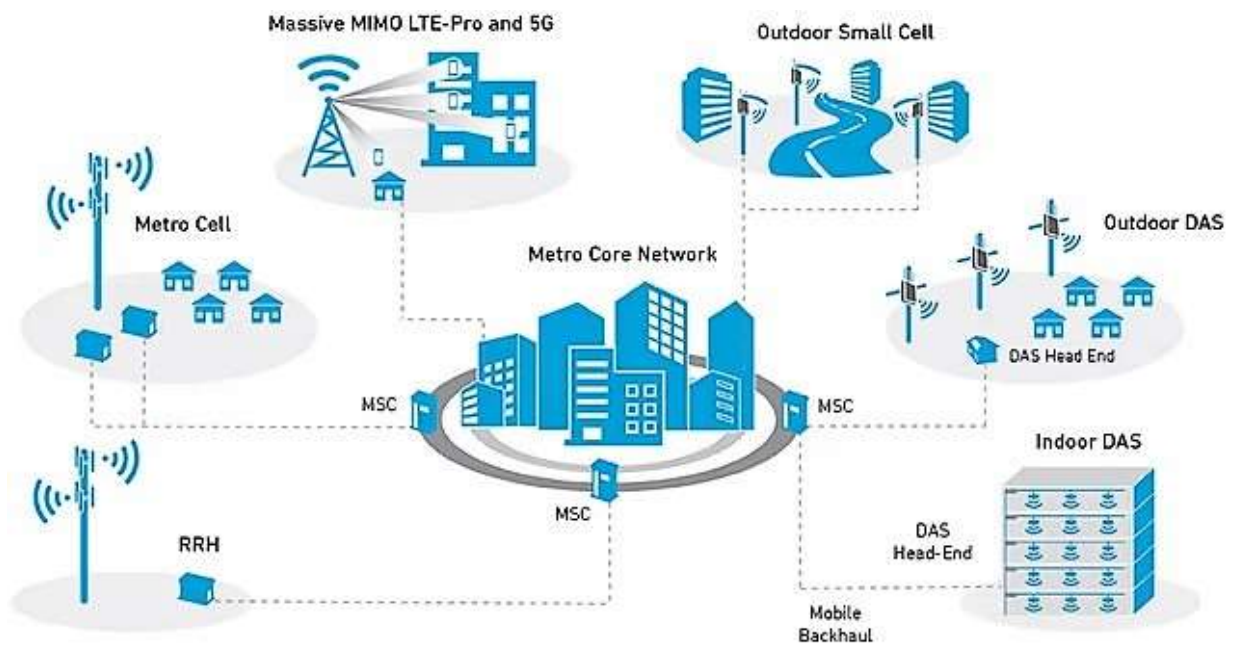 Massive MIMO LTE-Pro and 5G
Outdoor Small Cell
Metro Cell
Metro Core Network
Outdoor DAS
DAS Head End
MSC
MSC
MSC
Indoor DAS
RRH
DAS
Head-End
Mobile
Backhaul